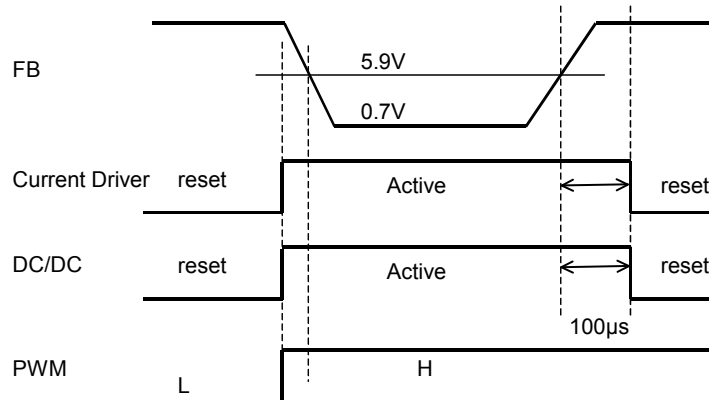 FB
5.9V
0.7V
Current Driver reset Active reset
DC/DC reset Active reset
100µs
PWM L H